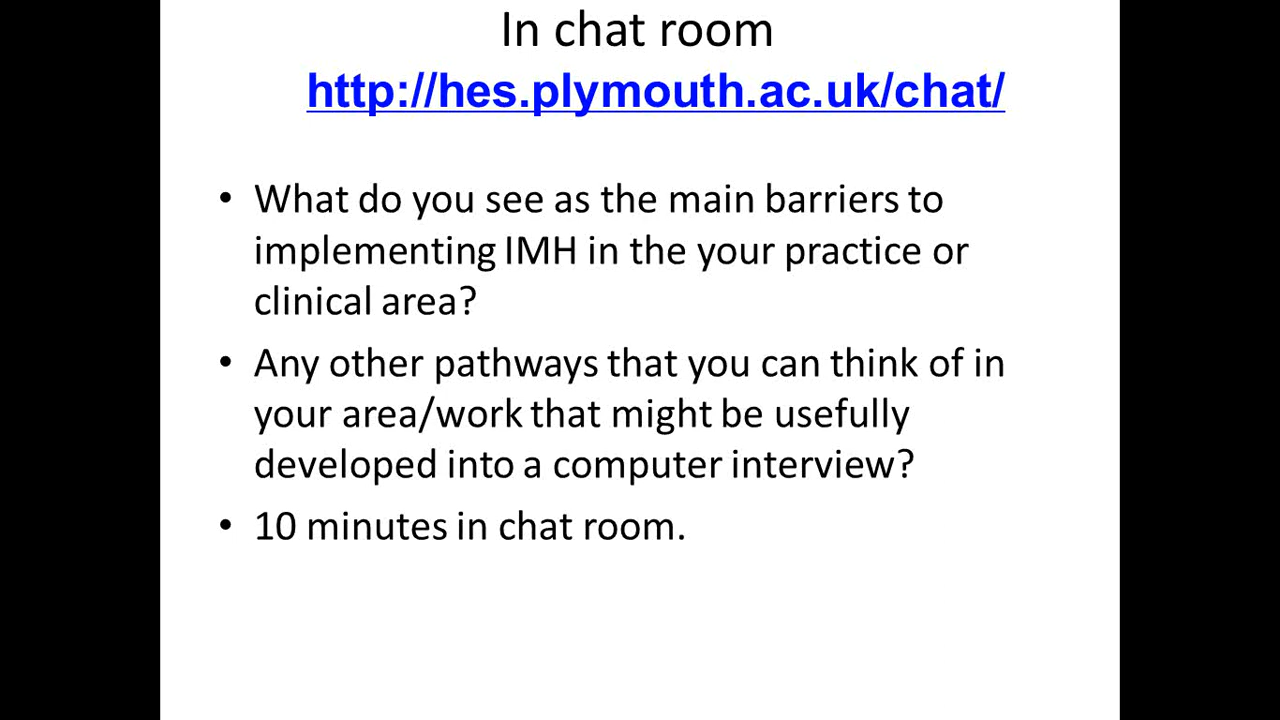 In chat room
http://hes.plymouth.ac.uk/chat/
• What do you see as the main barriers to
implementing IMH in the your practice or
clinical area?
• Any other pathways that you can think of in
your area/work that might be usefully
developed into a computer interview?
• 10 minutes in chat room.